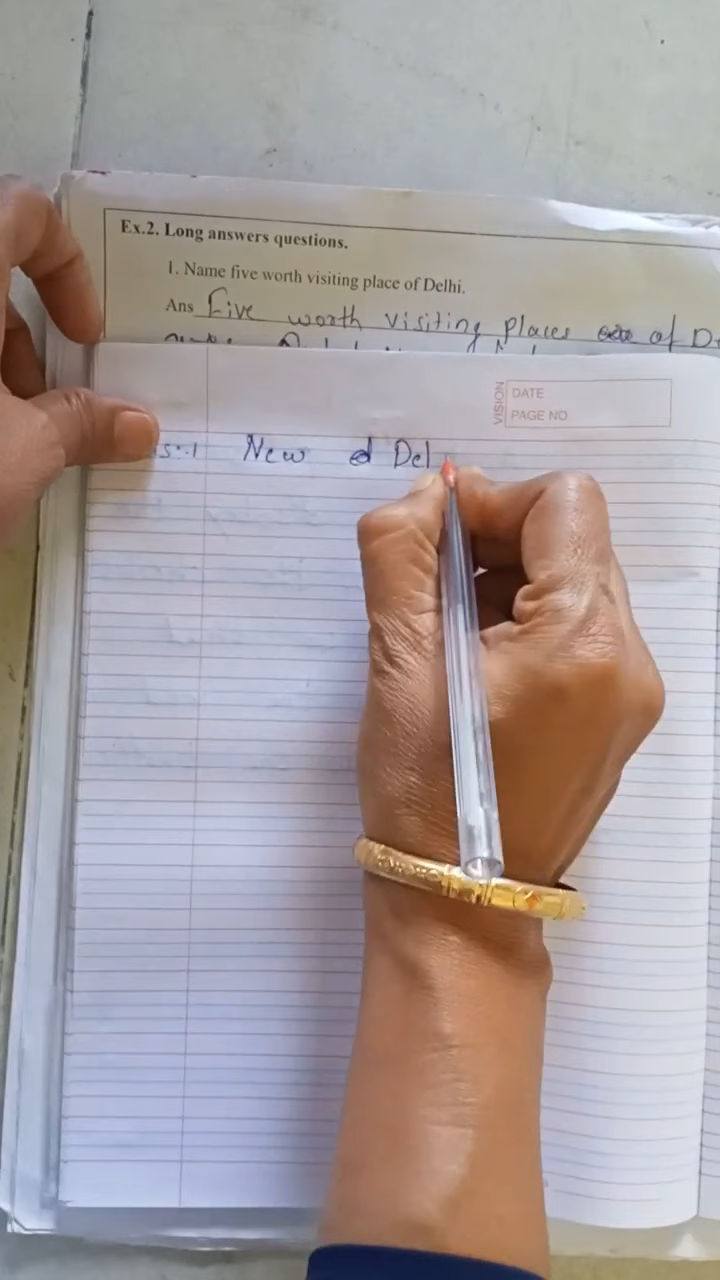 Ex.2. Long answers questions.
1. Name five worth visiting place of Delhi.
Ans Five worth visiting places of D
VISION
DATE
PAGE NO
s:-1 New d Del